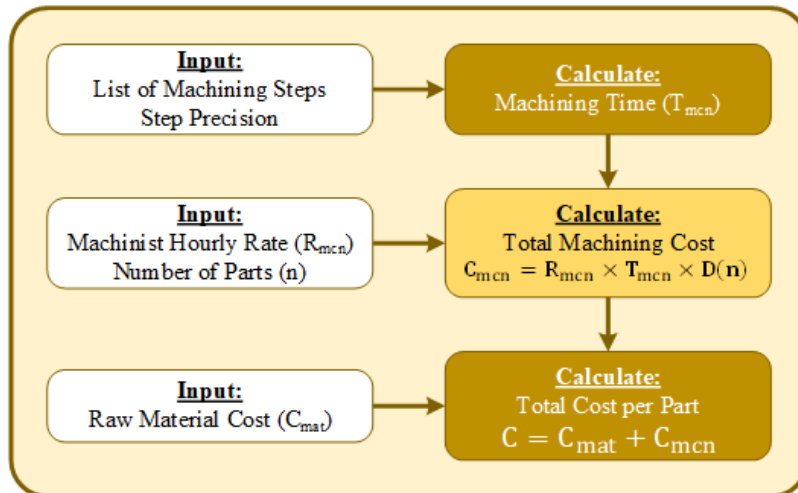 Input:
List of Machining Steps
Step Precision
Calculate:
Machining Time (Tₘcₙ)
Input:
Machinist Hourly Rate (Rₘcₙ)
Number of Parts (n)
Calculate:
Total Machining Cost
Cₘcₙ = Rₘcₙ × Tₘcₙ × D(n)
Input:
Raw Material Cost (Cₘₐₜ)
Calculate:
Total Cost per Part
C = Cₘₐₜ + Cₘcₙ